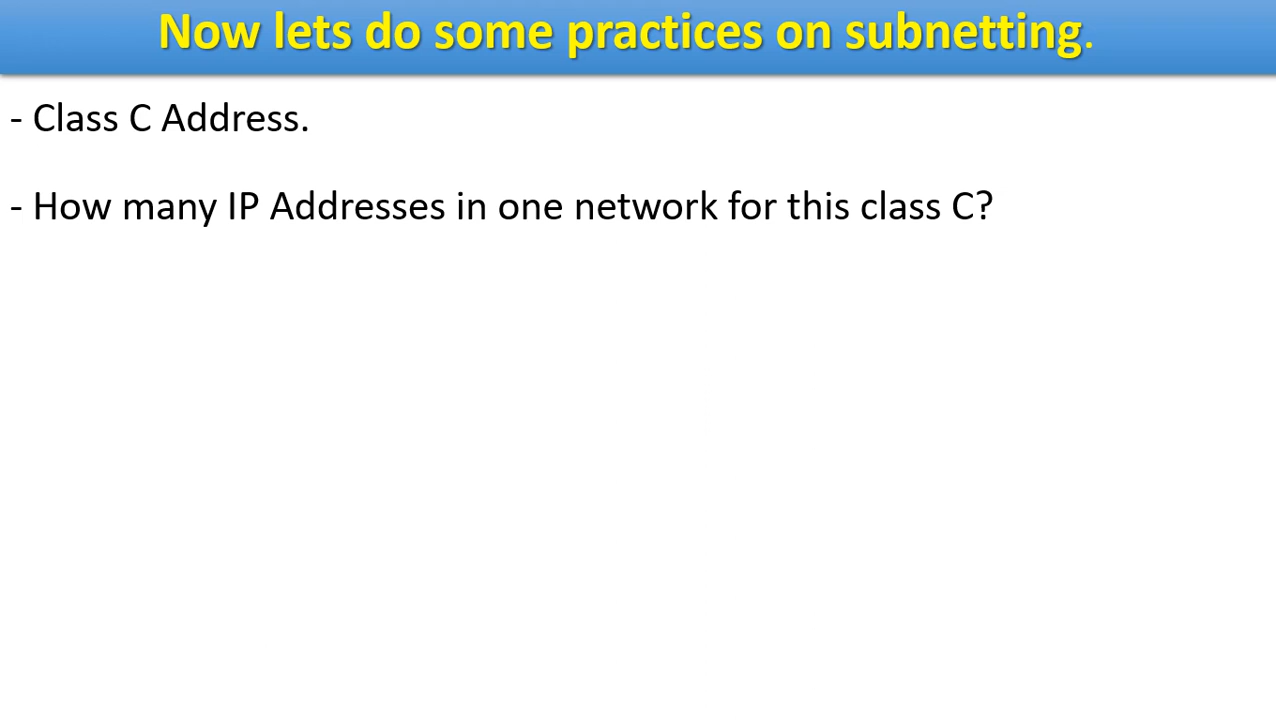 Now lets do some practices on subnetting.
- Class C Address.
- How many IP Addresses in one network for this class C?